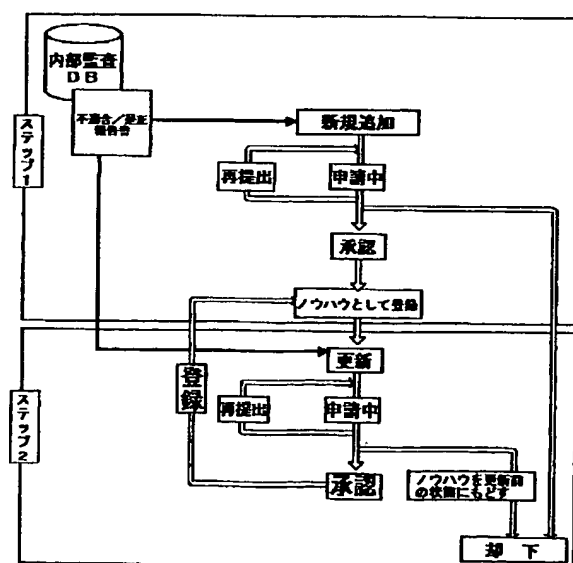 内部監査
DB
不適合／是正
報告書
ステップ1
新規追加
再提出
申請中
承認
ノウハウとして登録
登録
更新
ステップ2
再提出
申請中
承認
ノウハウを更新前
の状態にもどす
却下